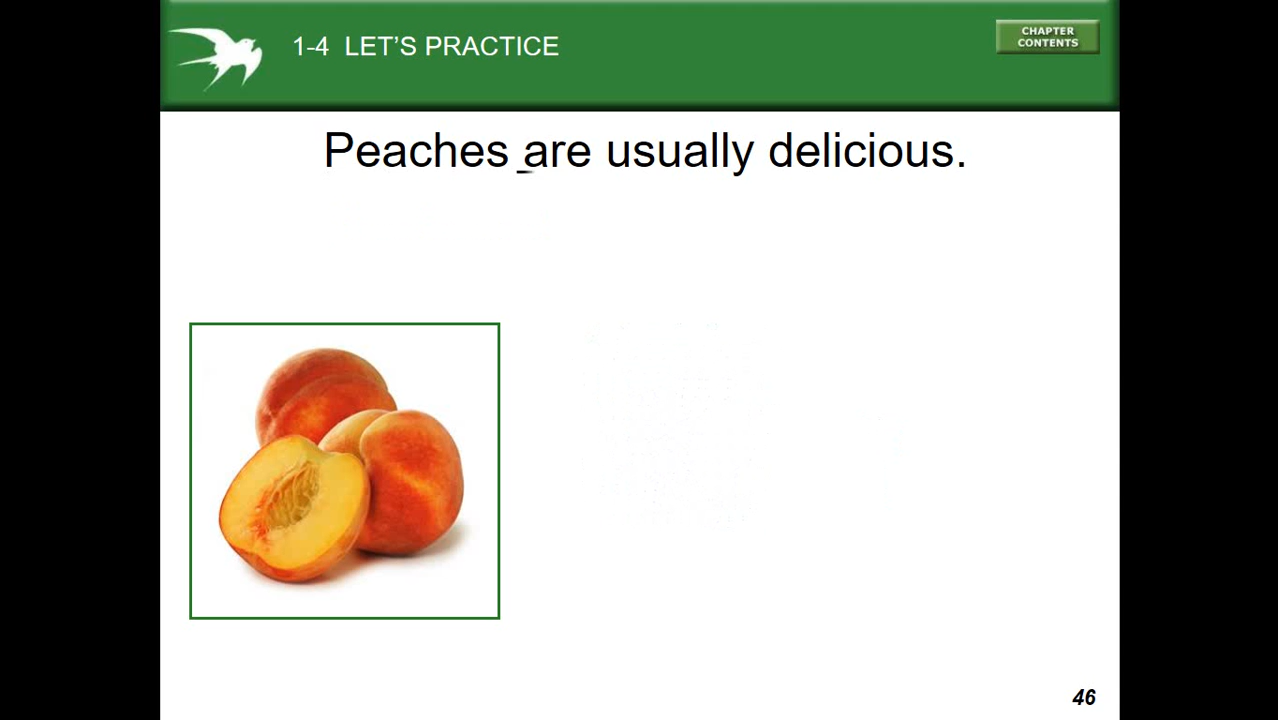 1-4 LET'S PRACTICE
CHAPTER
CONTENTS
Peaches are usually delicious.
46